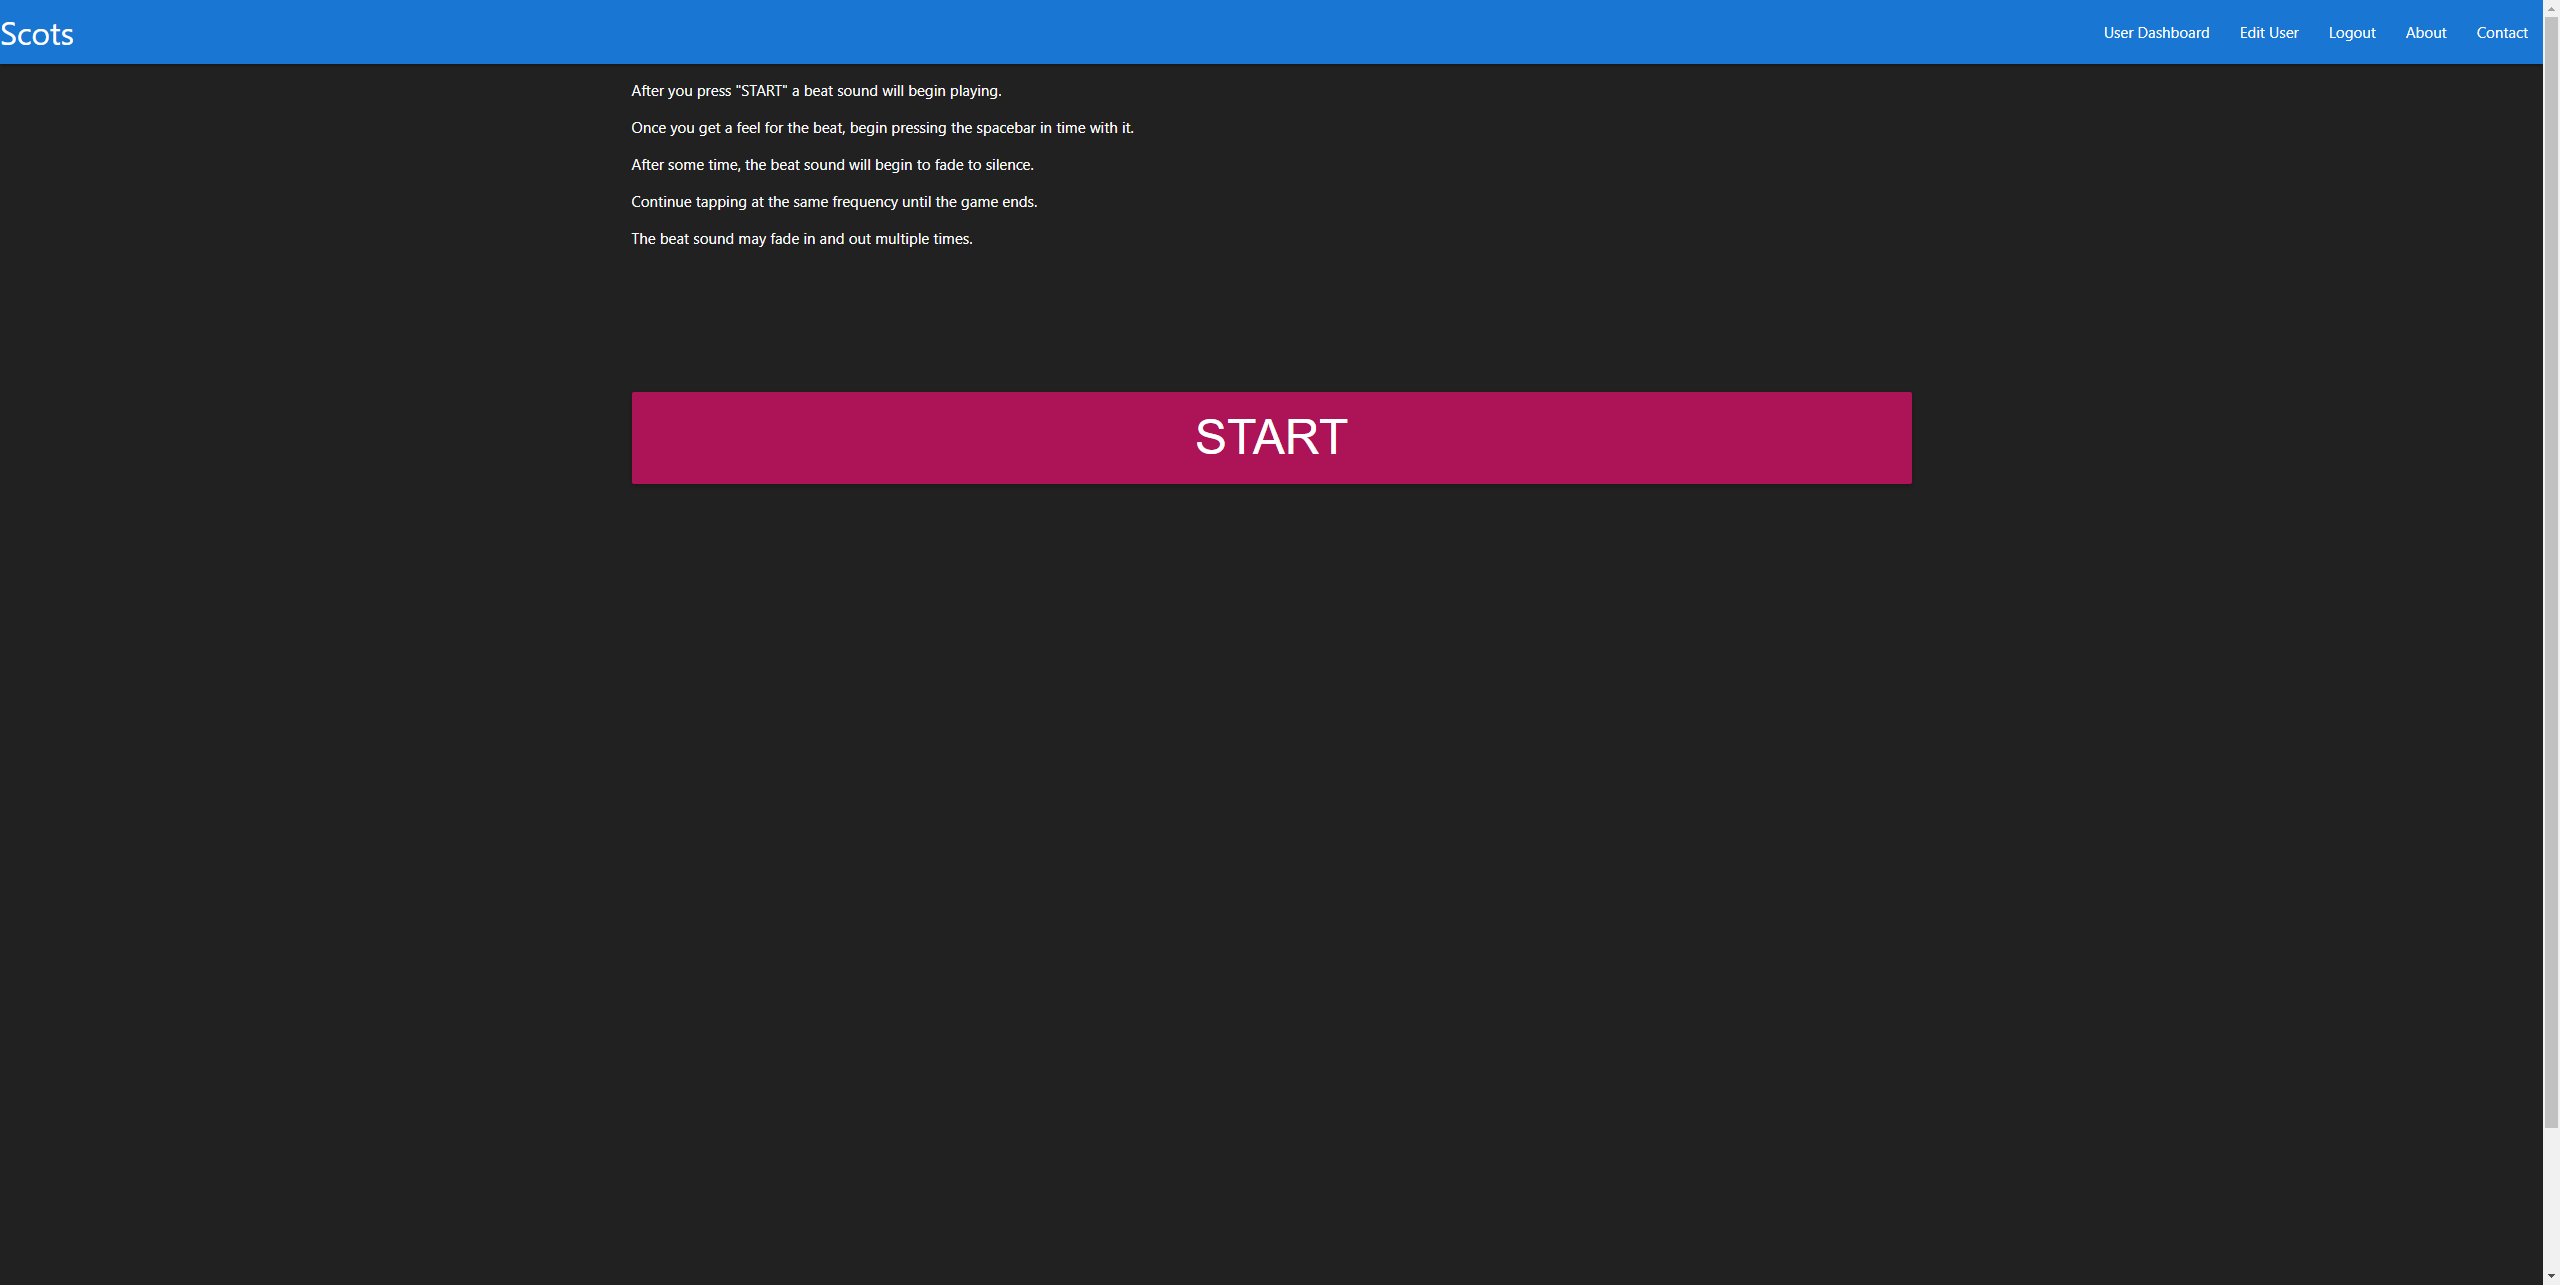 Scots
User Dashboard Edit User Logout About Contact
After you press "START" a beat sound will begin playing.
Once you get a feel for the beat, begin pressing the spacebar in time with it.
After some time, the beat sound will begin to fade to silence.
Continue tapping at the same frequency until the game ends.
The beat sound may fade in and out multiple times.
START